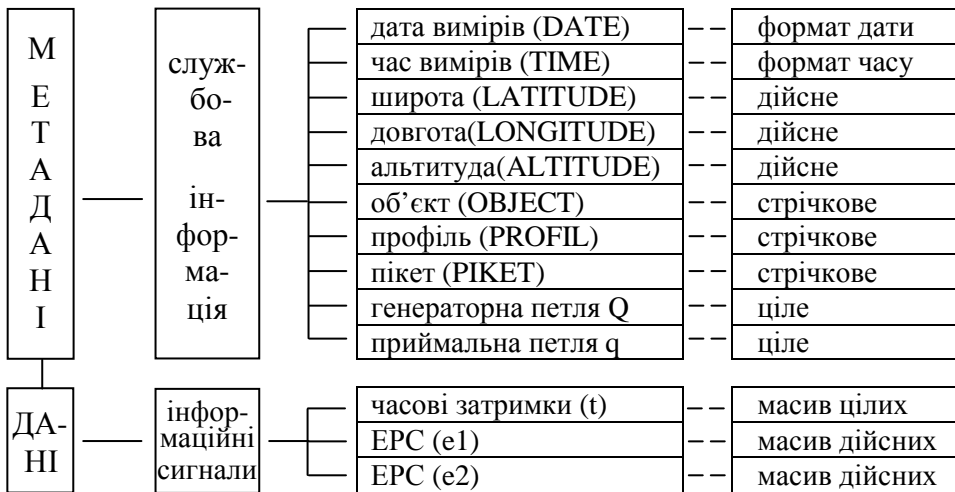 М
Е
Т
А
Д
А
Н
І
служ-
бо-
ва
ін-
фор-
ма-
ція
дата вимірів (DATE)
формат дати
час вимірів (TIME)
формат часу
широта (LATITUDE)
дійсне
довгота(LONGITUDE)
дійсне
альтитуда(ALTITUDE)
дійсне
об’єкт (OBJECT)
стрічкове
профіль (PROFIL)
стрічкове
пікет (PIKET)
стрічкове
генераторна петля Q
ціле
приймальна петля q
ціле
ДА-
НІ
інфор-
маційні
сигнали
часові затримки (t)
масив цілих
ЕРС (e1)
масив дійсних
ЕРС (e2)
масив дійсних